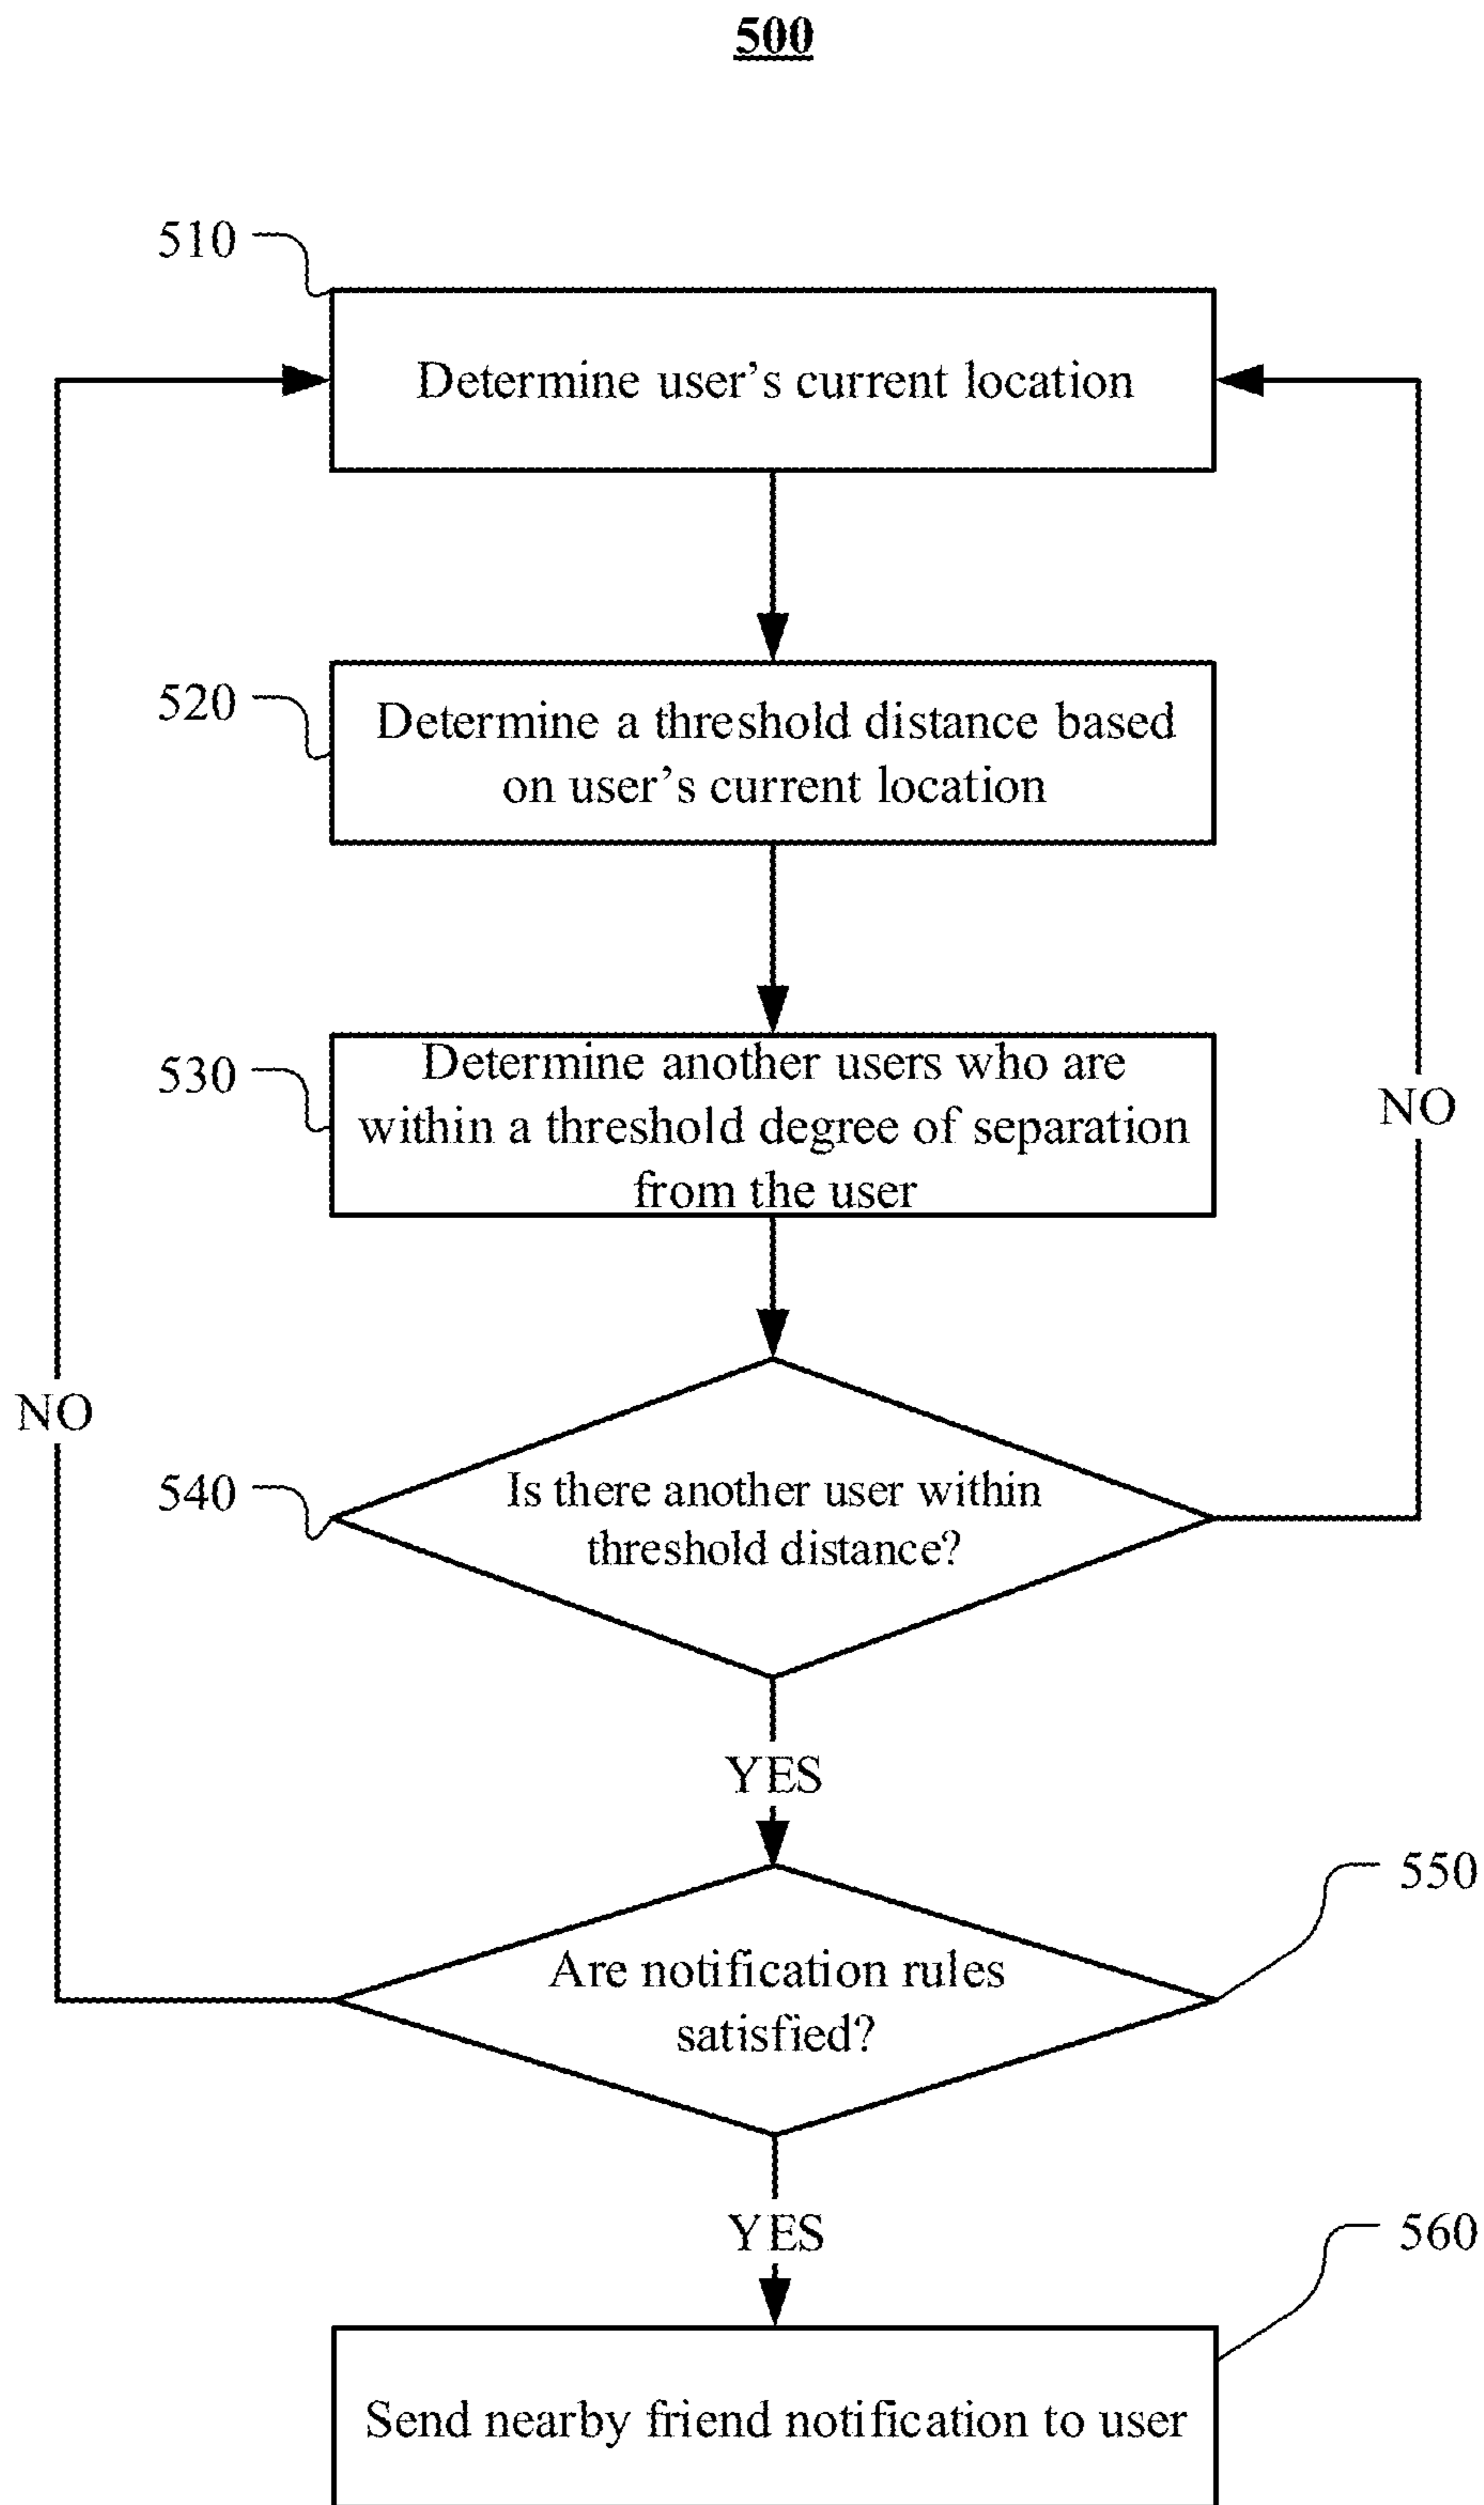 500
510
Determine user’s current location
520
Determine a threshold distance based
on user’s current location
530
Determine another users who are
within a threshold degree of separation
from the user
NO
NO
540
Is there another user within
threshold distance?
YES
550
Are notification rules
satisfied?
YES
560
Send nearby friend notification to user